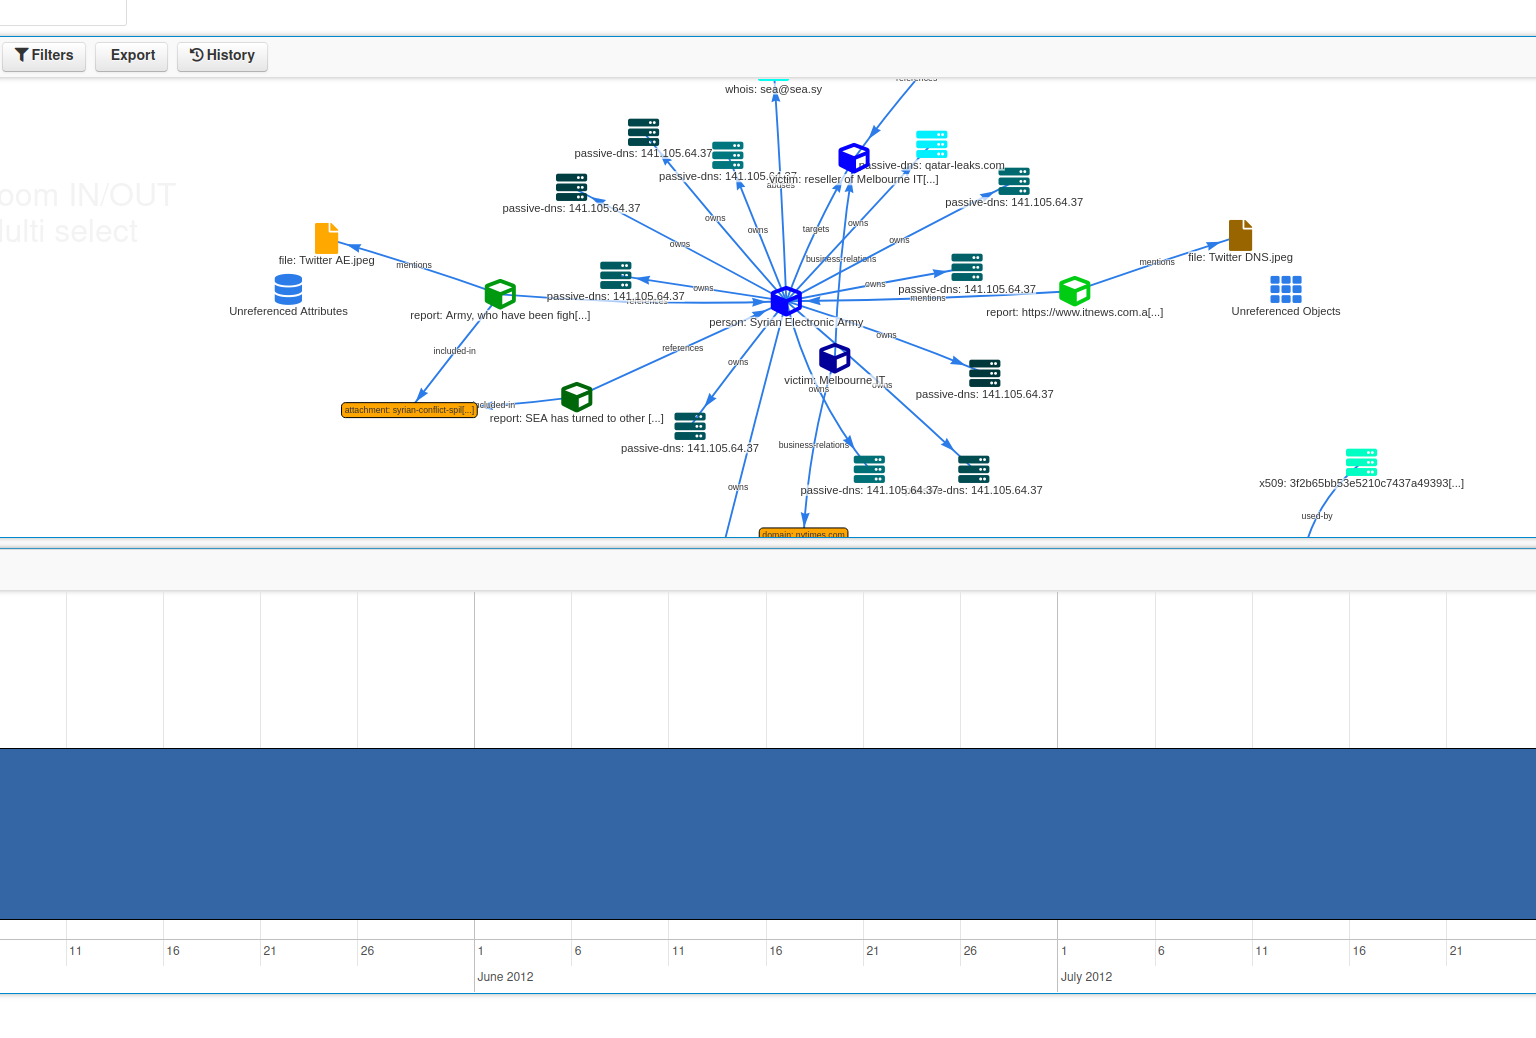 Filters
Export
History
whois: sea@sea.sy
references
passive-dns: 141.105.64.37
passive-dns: qatar-leaks.com
passive-dns: 141.105.64.37
abuses
victim: reseller of Melbourne IT[...]
oom IN/OUT
passive-dns: 141.105.64.37
passive-dns: 141.105.64.37
owns
owns
owns
targets
ulti select
owns
owns
file: Twitter AE.jpeg
mentions
business-relations
mentions
file: Twitter DNS.jpeg
owns
owns
passive-dns: 141.105.64.37
passive-dns: 141.105.64.37
references
mentions
Unreferenced Attributes
report: Army, who have been figh[...]
person: Syrian Electronic Army
report: https://www.itnews.com.a[...]
Unreferenced Objects
owns
included-in
references
owns
victim: Melbourne IT
owns
owns
passive-dns: 141.105.64.37
attachment: syrian-conflict-spil[...]
included-in
report: SEA has turned to other [...]
passive-dns: 141.105.64.37
business-relations
owns
passive-dns: 141.105.64.37
passive-dns: 141.105.64.37
x509: 3f2b65bb53e5210c7437a49393[...]
used-by
domain: nytimes.com
11
16
21
26
1
6
11
16
21
26
1
6
11
16
21
June 2012
July 2012